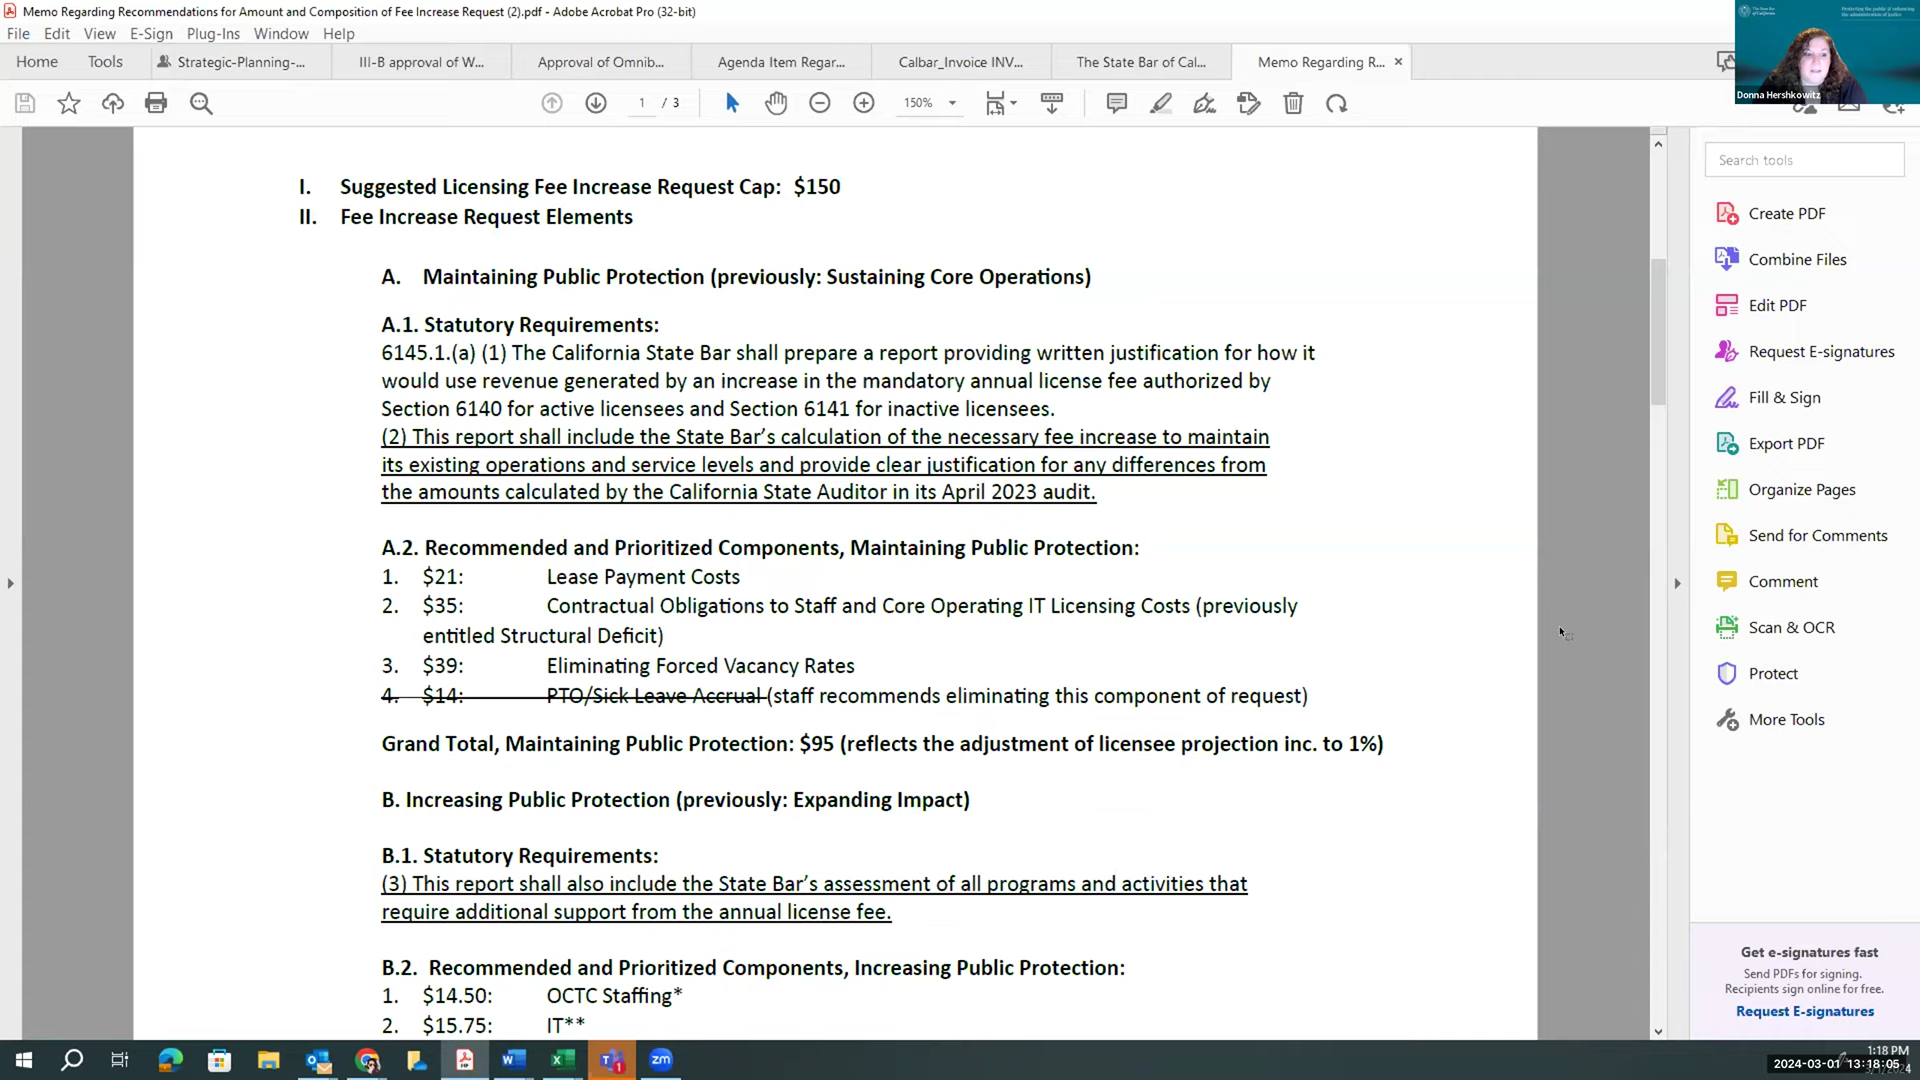 Memo Regarding Recommendations for Amount and Composition of Fee Increase Request (2).pdf - Adobe Acrobat Pro (32-bit)
File Edit View E-Sign Plug-Ins Window Help
Home Tools Strategic-Planning-... III-B approval of W... Approval of Omnib... Agenda Item Regar... Calbar_Invoice INV... The State Bar of Cal... Memo Regarding R... ×
1 / 3 150%
Donna Hershkowitz
I. Suggested Licensing Fee Increase Request Cap: $150
II. Fee Increase Request Elements
A. Maintaining Public Protection (previously: Sustaining Core Operations)
A.1. Statutory Requirements:
6145.1.(a) (1) The California State Bar shall prepare a report providing written justification for how it
would use revenue generated by an increase in the mandatory annual license fee authorized by
Section 6140 for active licensees and Section 6141 for inactive licensees.
(2) This report shall include the State Bar’s calculation of the necessary fee increase to maintain
its existing operations and service levels and provide clear justification for any differences from
the amounts calculated by the California State Auditor in its April 2023 audit.
A.2. Recommended and Prioritized Components, Maintaining Public Protection:
1. $21: Lease Payment Costs
2. $35: Contractual Obligations to Staff and Core Operating IT Licensing Costs (previously
entitled Structural Deficit)
3. $39: Eliminating Forced Vacancy Rates
4. $14: PTO/Sick Leave Accrual (staff recommends eliminating this component of request)
Grand Total, Maintaining Public Protection: $95 (reflects the adjustment of licensee projection inc. to 1%)
B. Increasing Public Protection (previously: Expanding Impact)
B.1. Statutory Requirements:
(3) This report shall also include the State Bar’s assessment of all programs and activities that
require additional support from the annual license fee.
B.2. Recommended and Prioritized Components, Increasing Public Protection:
1. $14.50: OCTC Staffing*
2. $15.75: IT**
Search tools
Create PDF
Combine Files
Edit PDF
Request E-signatures
Fill & Sign
Export PDF
Organize Pages
Send for Comments
Comment
Scan & OCR
Protect
More Tools
Get e-signatures fast
Send PDFs for signing.
Recipients sign online for free.
Request E-signatures
zm
1:18 PM
2024-03-01 13:18:05